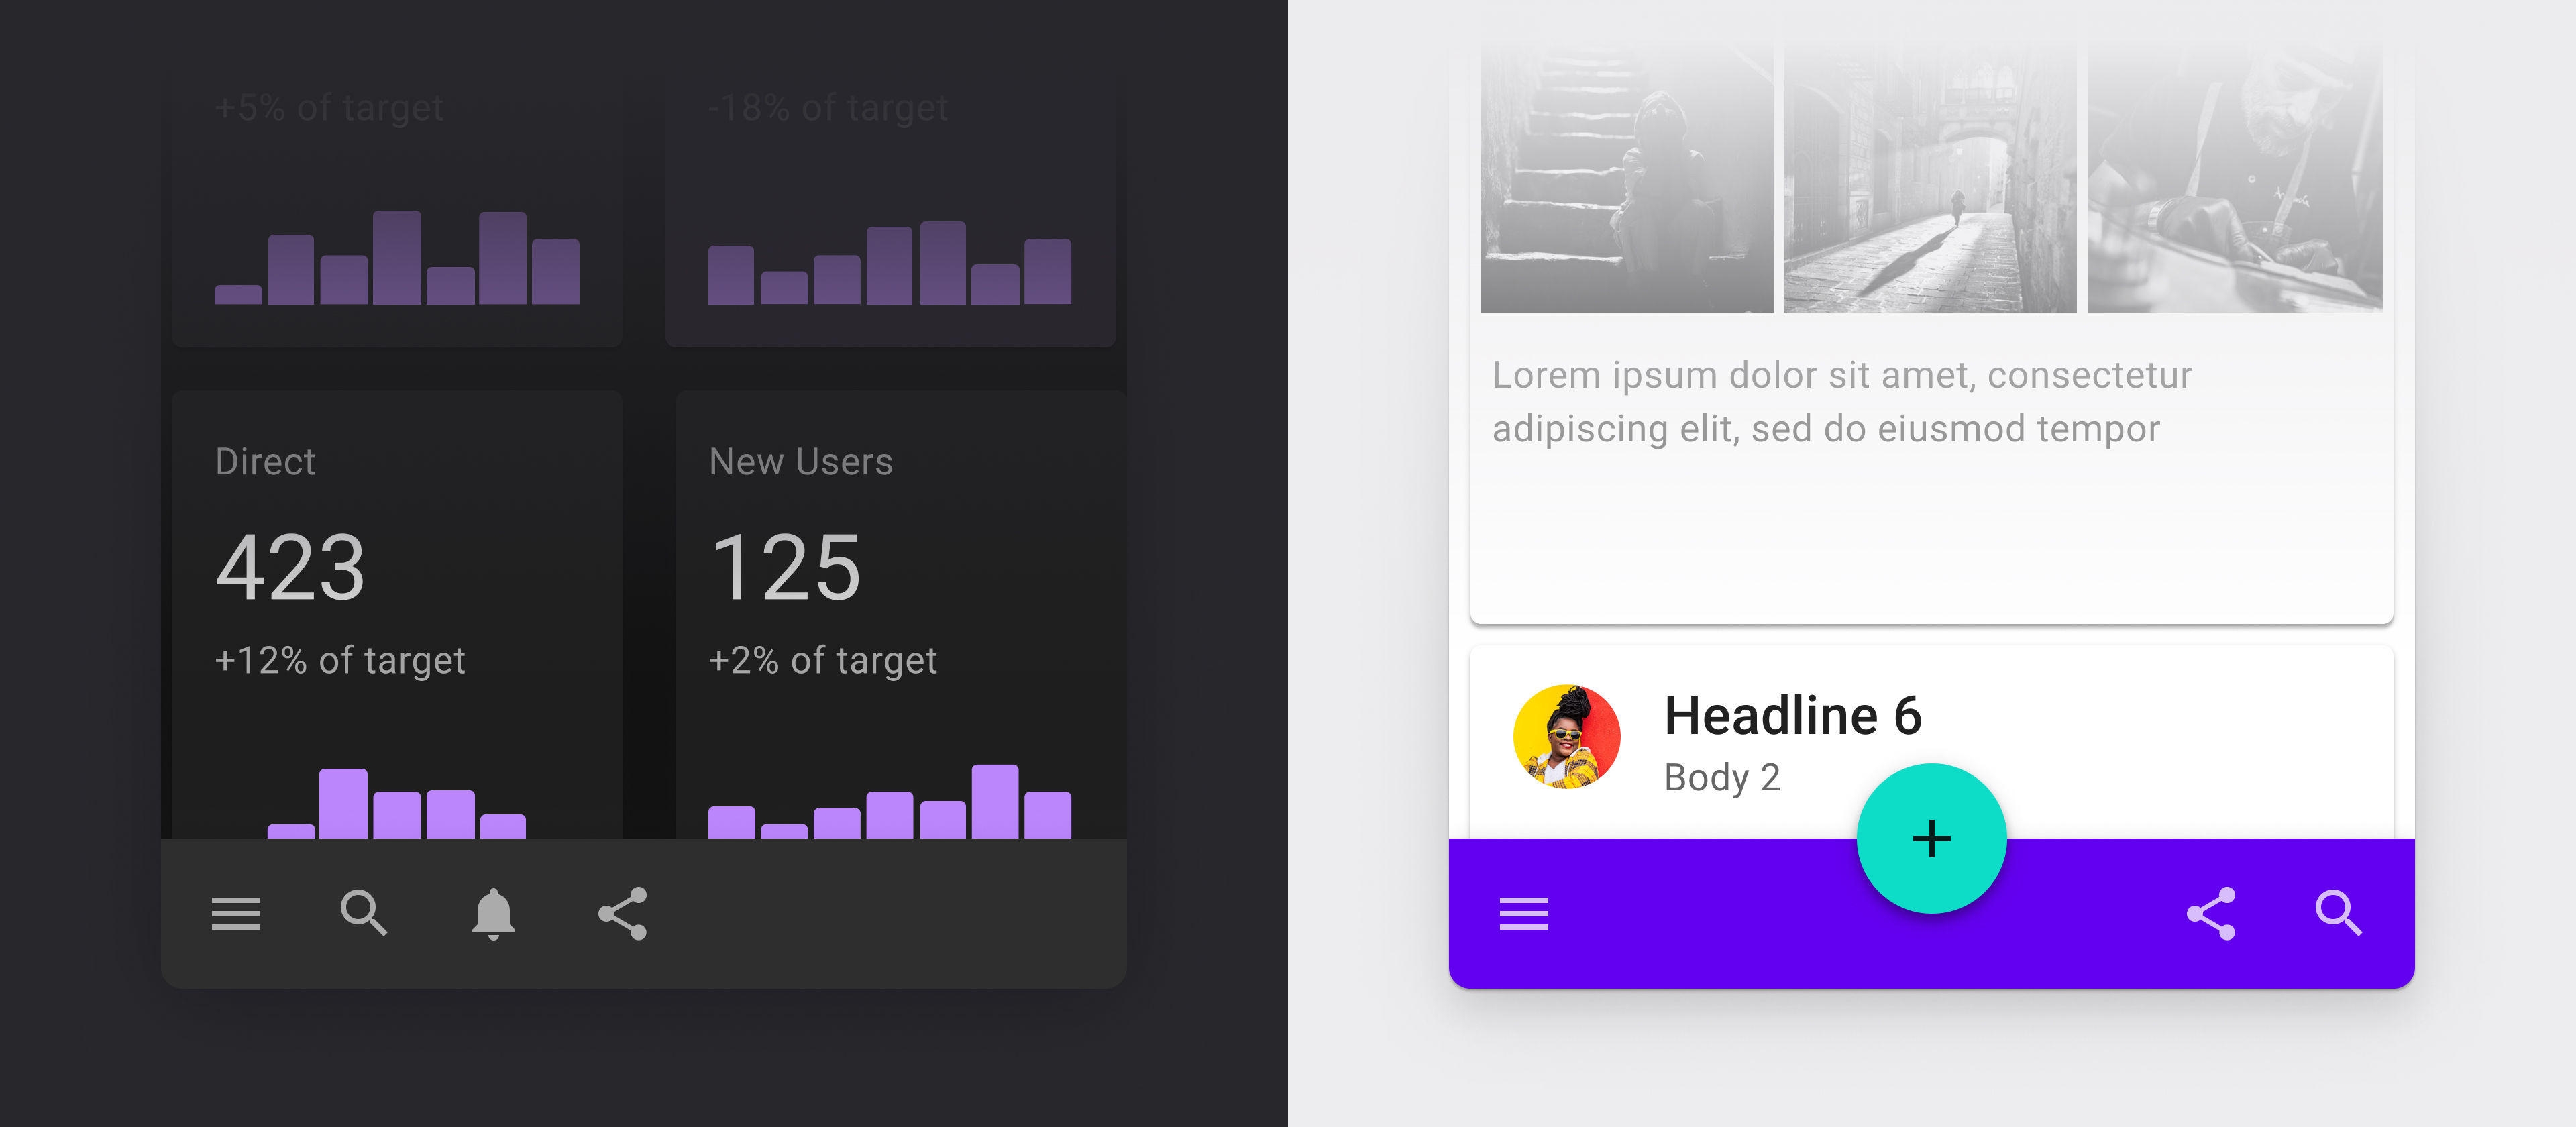 +5% of target
-18% of target
Direct
423
+12% of target
New Users
125
+2% of target
Lorem ipsum dolor sit amet, consectetur
adipiscing elit, sed do eiusmod tempor
Headline 6
Body 2